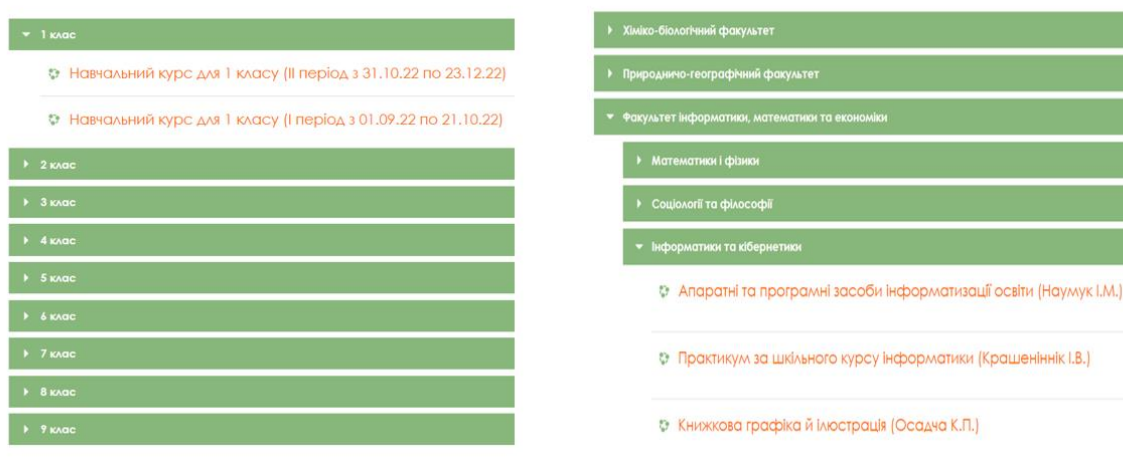 1 клас
Навчальний курс для 1 класу (ІІ період з 31.10.22 по 23.12.22)
Навчальний курс для 1 класу (І період з 01.09.22 по 21.10.22)
2 клас
3 клас
4 клас
5 клас
6 клас
7 клас
8 клас
9 клас
Хіміко-біологічний факультет
Природничо-географічний факультет
Факультет інформатики, математики та економіки
Математики і фізики
Соціології та філософії
Інформатики та кібернетики
Апаратні та програмні засоби інформатизації освіти (Наумук І.М.)
Практикум за шкільного курсу інформатики (Крашеніннік І.В.)
Книжкова графіка й ілюстрація (Осадча К.П.)